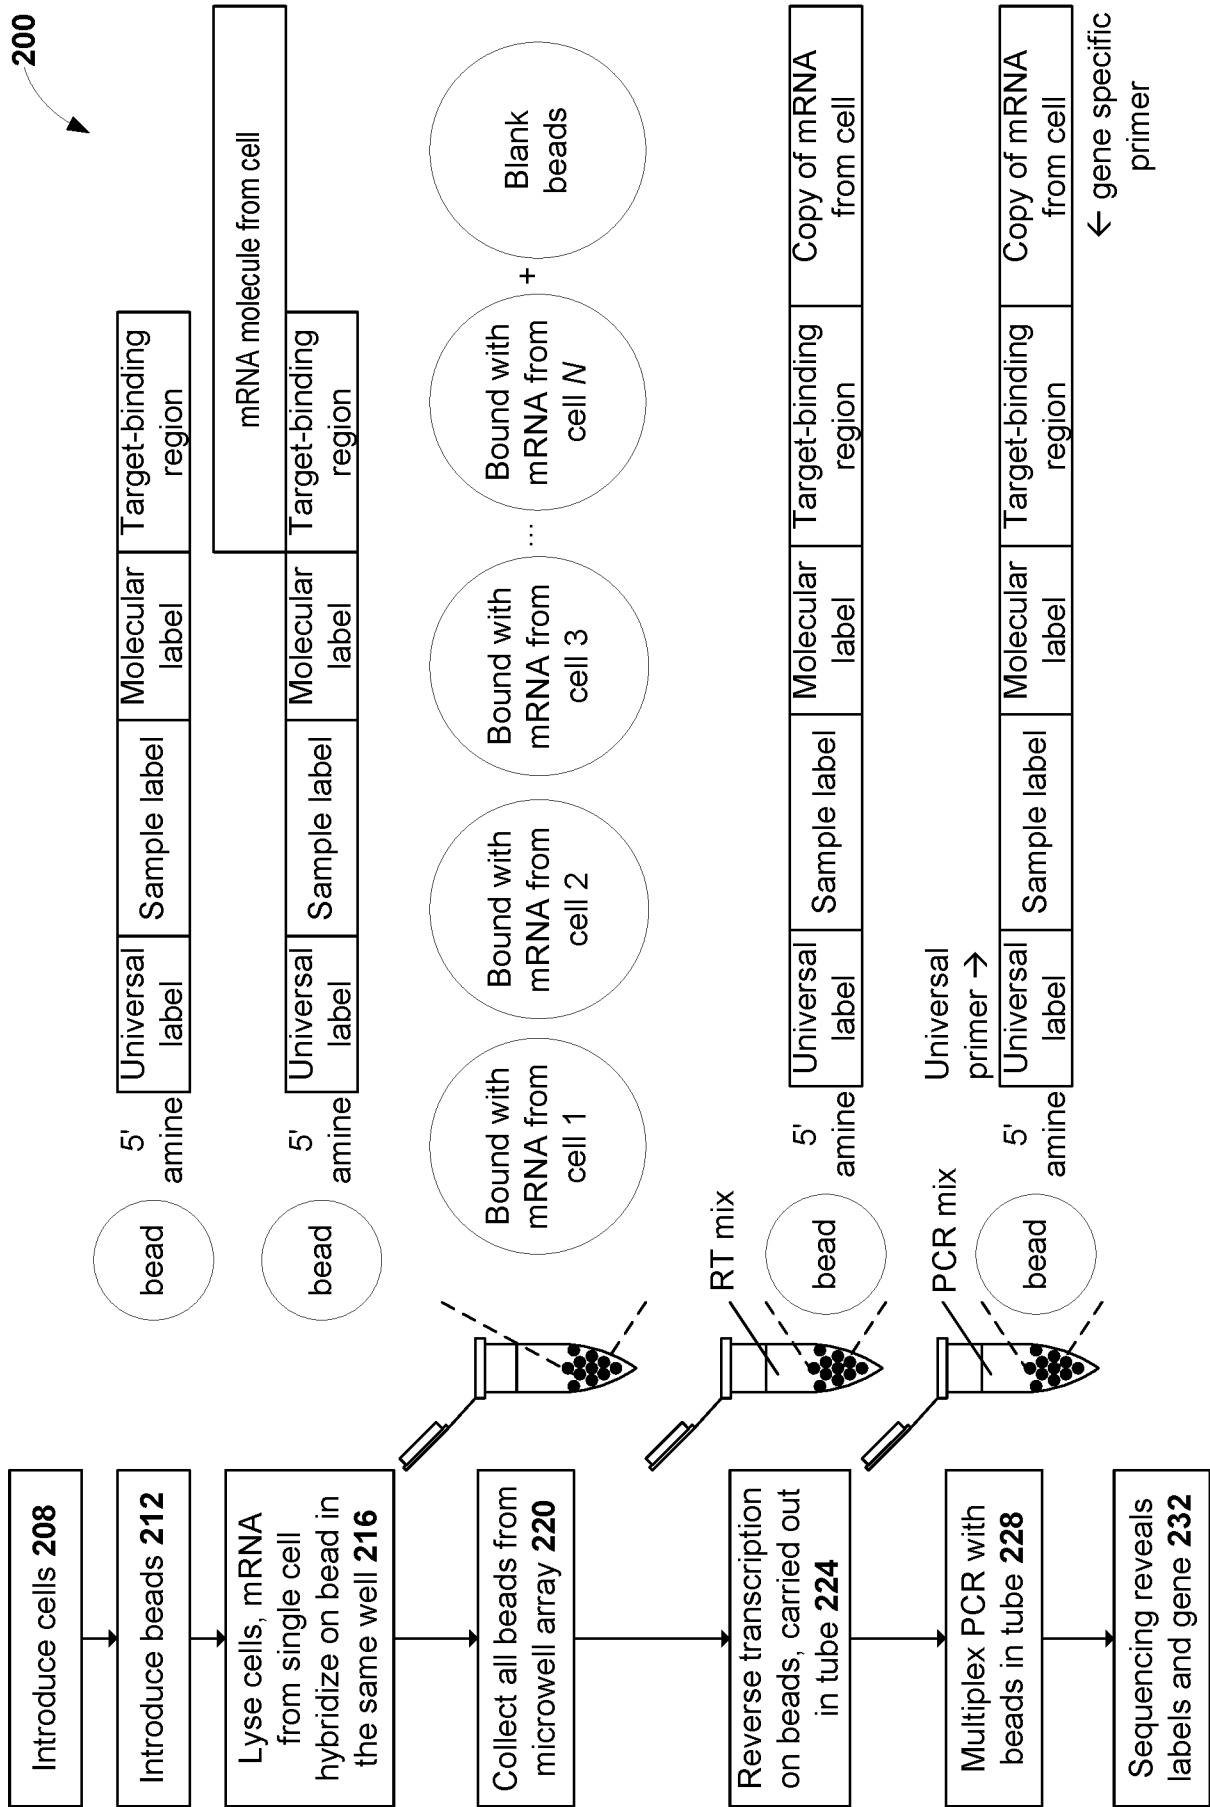 200
Introduce cells 208
Introduce beads 212
bead
5'
amine
Universal
label
Sample label
Molecular
label
Target-binding
region
Lyse cells, mRNA
from single cell
hybridize on bead in
the same well 216
bead
5'
amine
Universal
label
Sample label
Molecular
label
Target-binding
region
mRNA molecule from cell
Collect all beads from
microwell array 220
Bound with
mRNA from
cell 1
Bound with
mRNA from
cell 2
Bound with
mRNA from
cell 3
...
Bound with
mRNA from
cell N
+
Blank
beads
Reverse transcription
on beads, carried out
in tube 224
RT mix
bead
5'
amine
Universal
label
Sample label
Molecular
label
Target-binding
region
Copy of mRNA
from cell
Multiplex PCR with
beads in tube 228
PCR mix
bead
5'
amine
Universal
primer →
Universal
label
Sample label
Molecular
label
Target-binding
region
Copy of mRNA
from cell
← gene specific
primer
Sequencing reveals
labels and gene 232